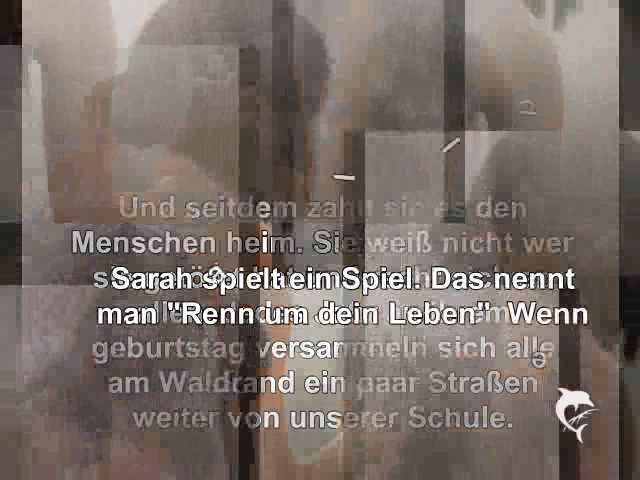 Und seitdem zahlt sie es den
Menschen heim. Sie weiß nicht wer
Sarah spielt ein Spiel. Das nennt
man "Renn um dein Leben". Wenn
geburtstag versammeln sich alle
am Waldrand ein paar Straßen
weiter von unserer Schule.